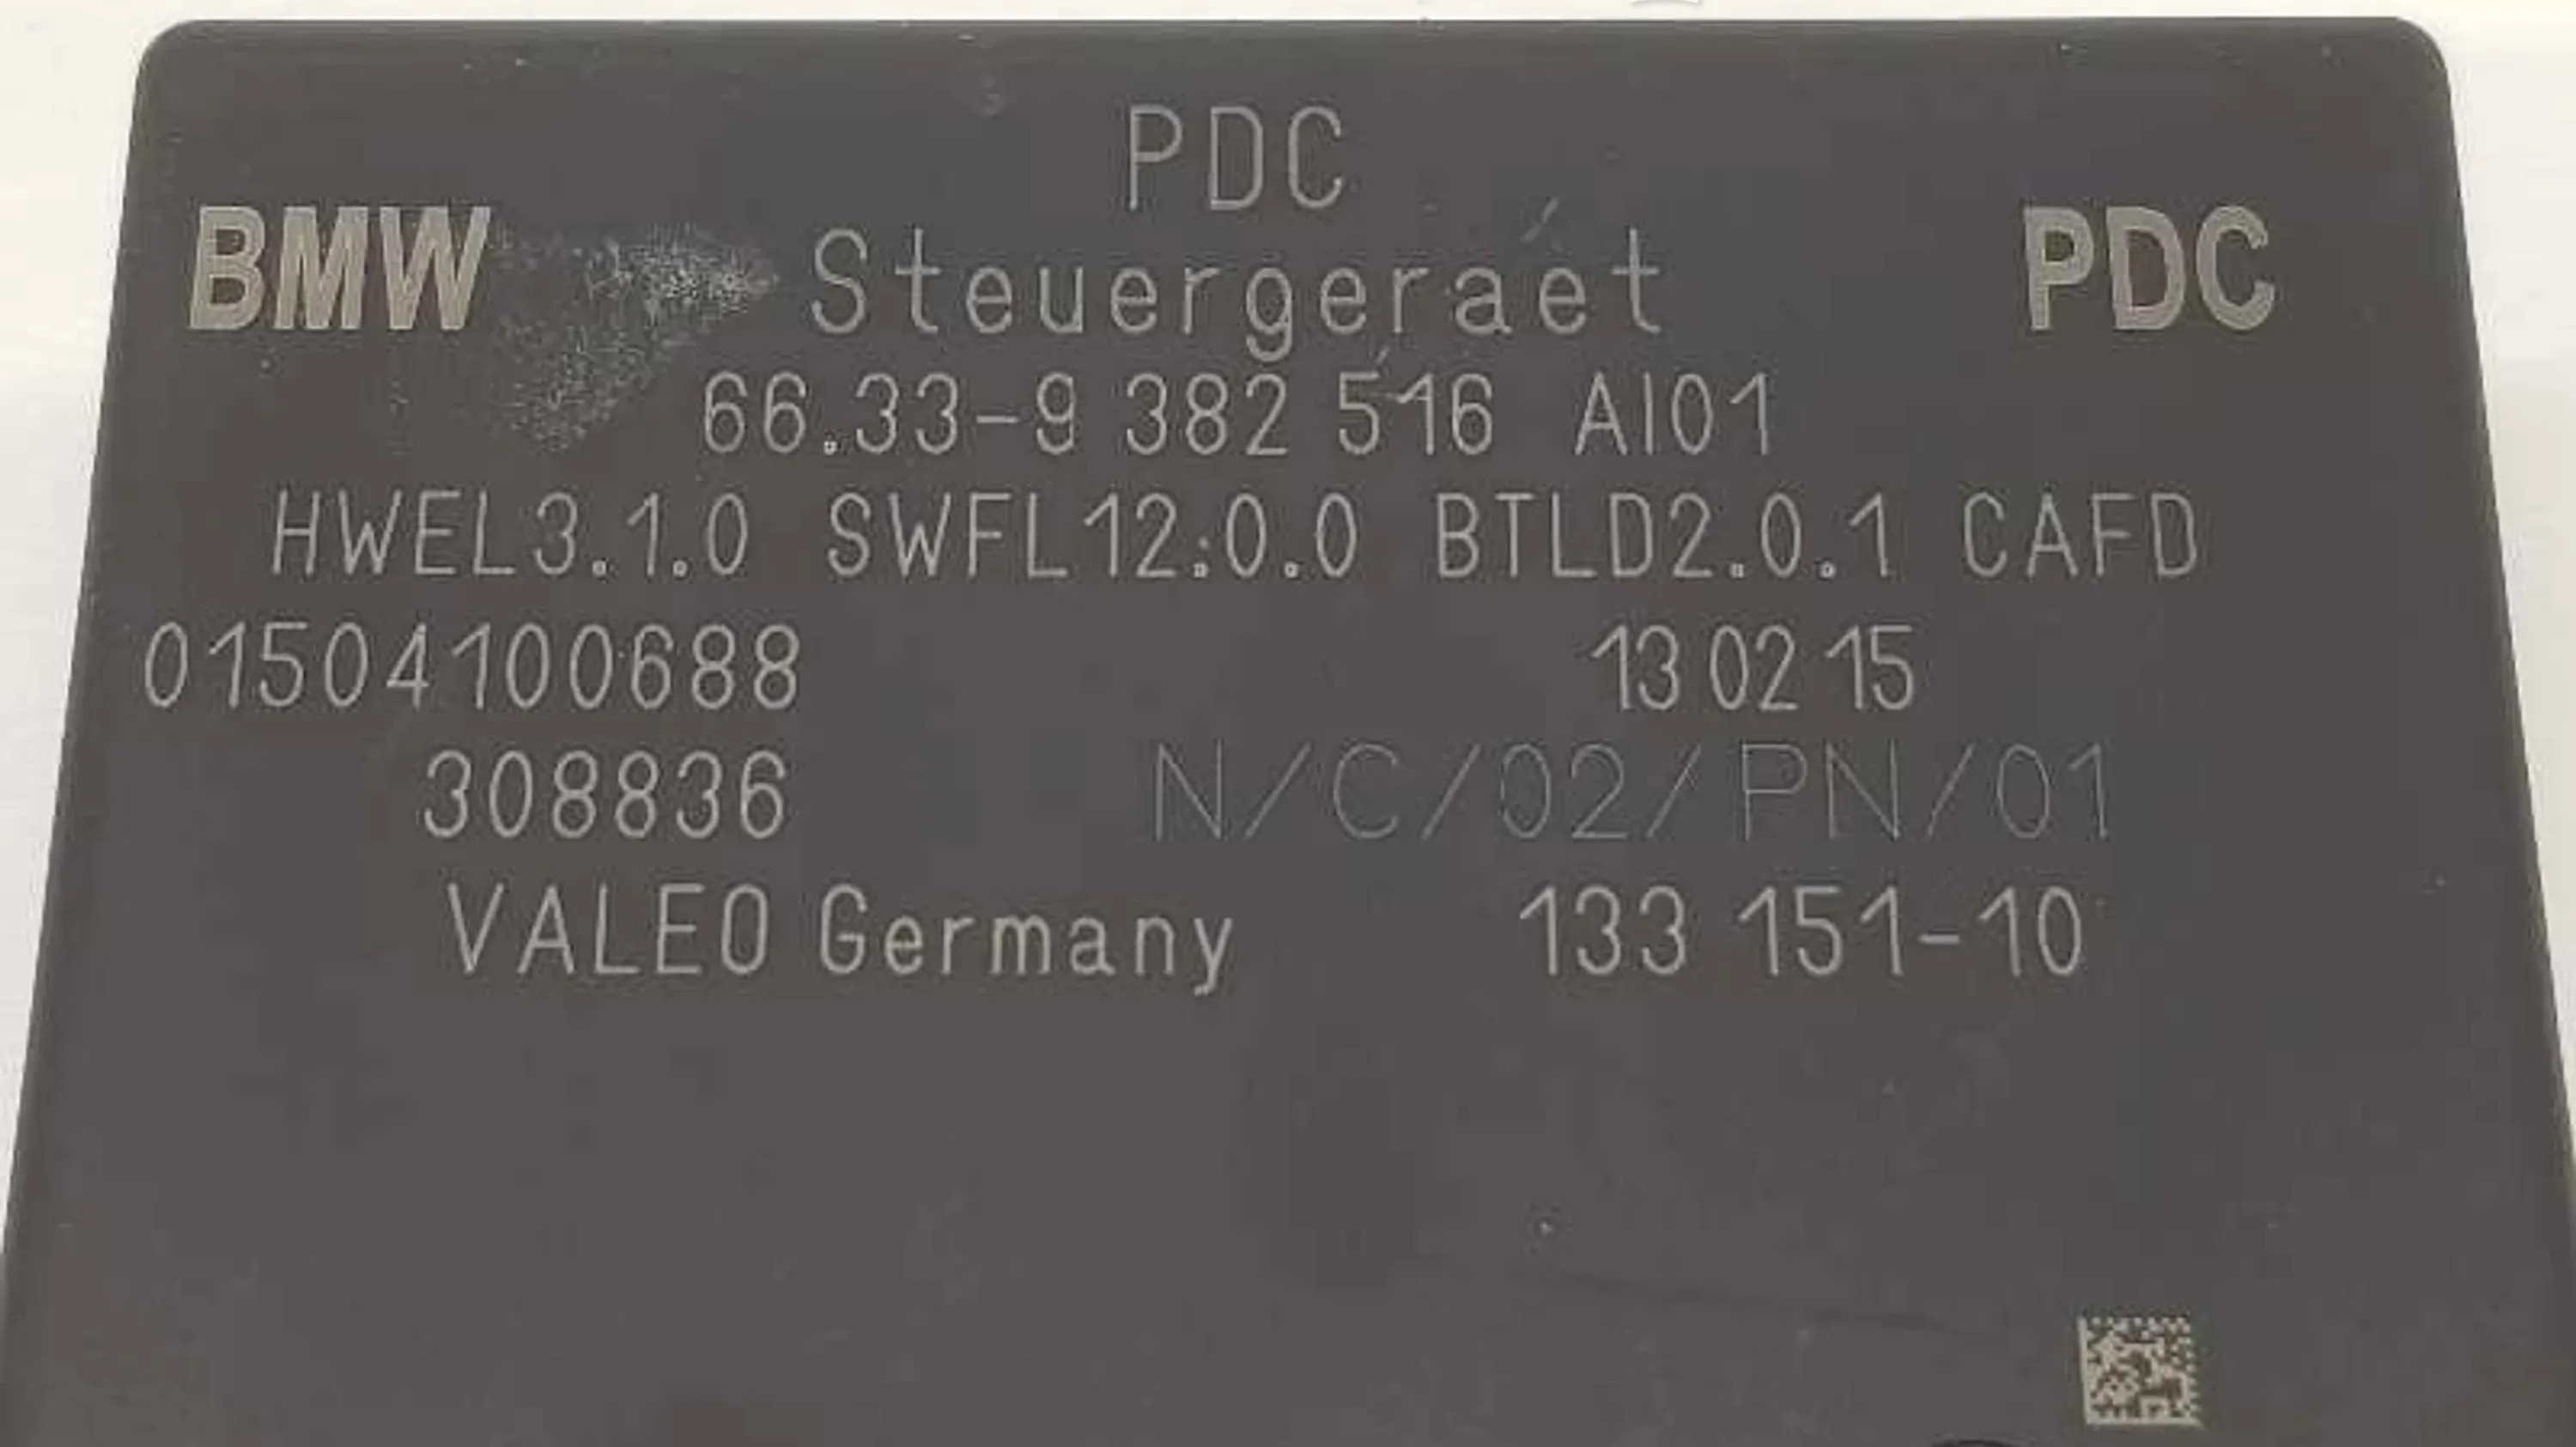 PDC
BMW Steuergeraet PDC
66.33-9 382 516 AI01
HWEL3.1.0 SWFL12.0.0 BTLD2.0.1 CAFD
01504100688 13 02 15
308836 N/C/02/PN/01
VALEO Germany 133 151-10